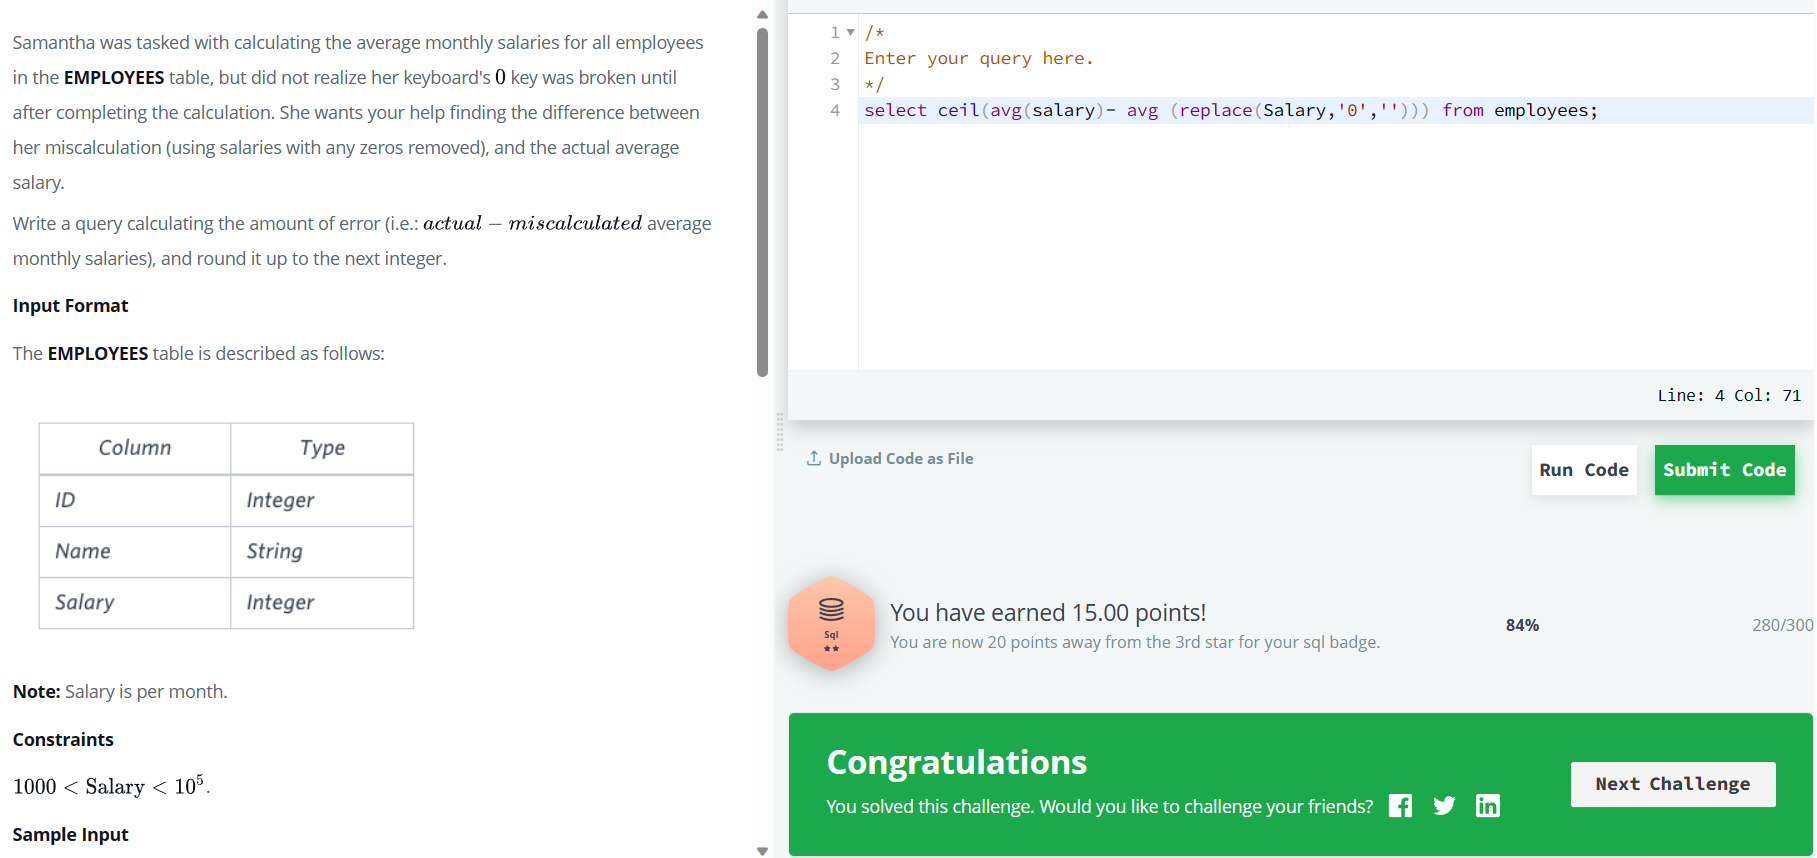 Samantha was tasked with calculating the average monthly salaries for all employees
in the EMPLOYEES table, but did not realize her keyboard's 0 key was broken until
after completing the calculation. She wants your help finding the difference between
her miscalculation (using salaries with any zeros removed), and the actual average
salary.
Write a query calculating the amount of error (i.e.: actual − miscalculated average
monthly salaries), and round it up to the next integer.
Input Format
The EMPLOYEES table is described as follows:
Column Type
ID Integer
Name String
Salary Integer
Note: Salary is per month.
Constraints
1000 < Salary < 10⁵.
Sample Input
1 /*
2 Enter your query here.
3 */
4 select ceil(avg(salary)- avg (replace(Salary,'0',''))) from employees;
Line: 4 Col: 71
Upload Code as File
Run Code
Submit Code
Sql
You have earned 15.00 points!
You are now 20 points away from the 3rd star for your sql badge.
84%
280/300
Congratulations
You solved this challenge. Would you like to challenge your friends?
Next Challenge